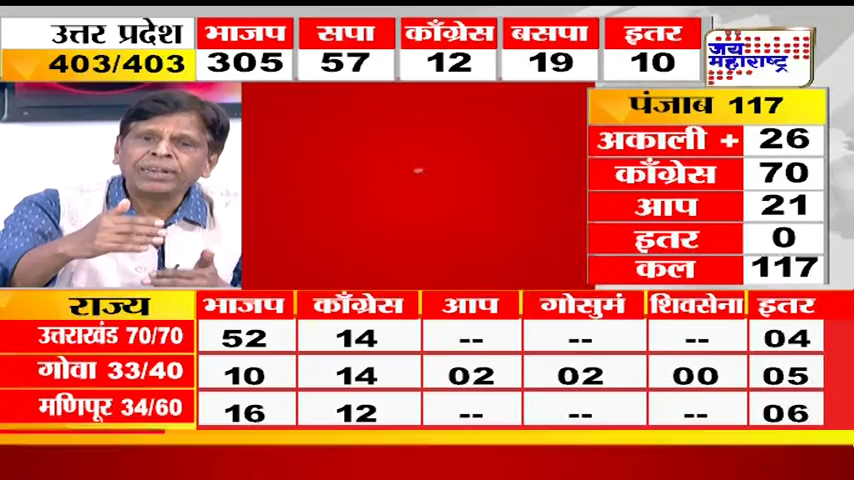 उत्तर प्रदेश भाजपा सपा काँग्रेस बसपा इतर
403/403 305 57 12 19 10
जय महाराष्ट्र
पंजाब 117
अकाली + 26
काँग्रेस 70
आप 21
इतर 0
कल 117
राज्य भाजपा काँग्रेस आप गोसुमं शिवसेना इतर
उत्तराखंड 70/70 52 14 -- -- -- 04
गोवा 33/40 10 14 02 02 00 05
मणिपूर 34/60 16 12 -- -- -- 06